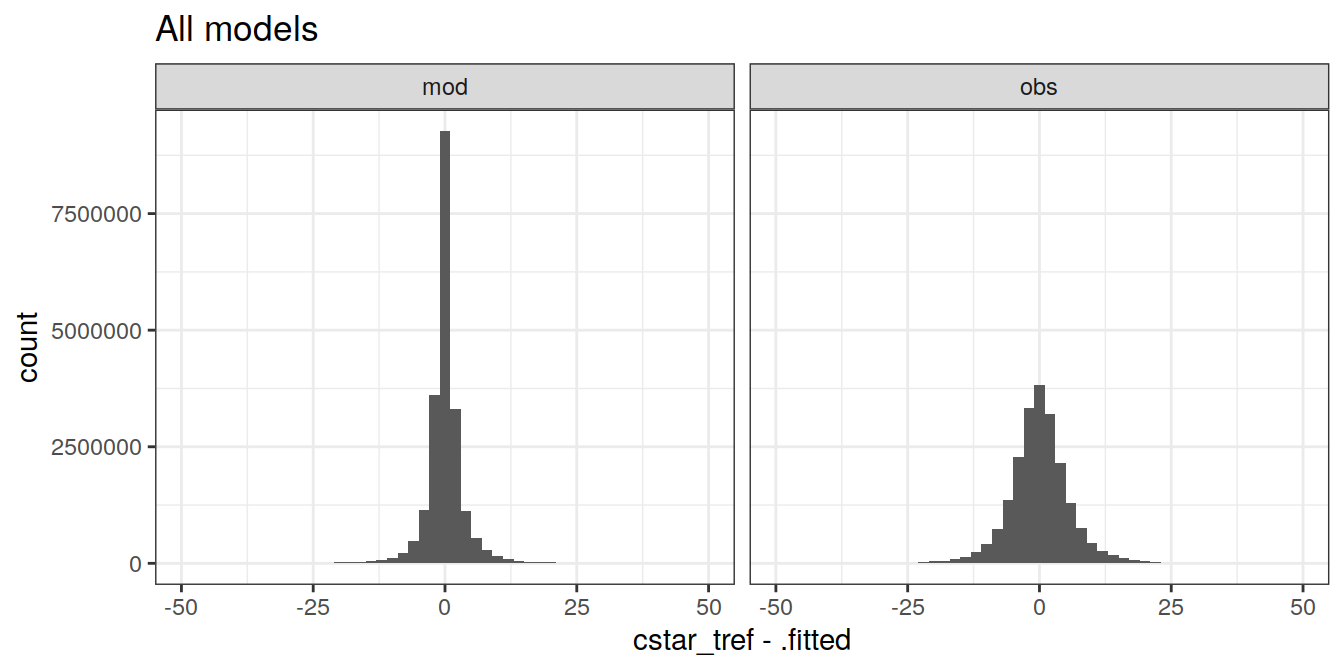 All models
mod
obs
count
7500000
5000000
2500000
0
-50 -25 0 25 50
-50 -25 0 25 50
cstar_tref - .fitted